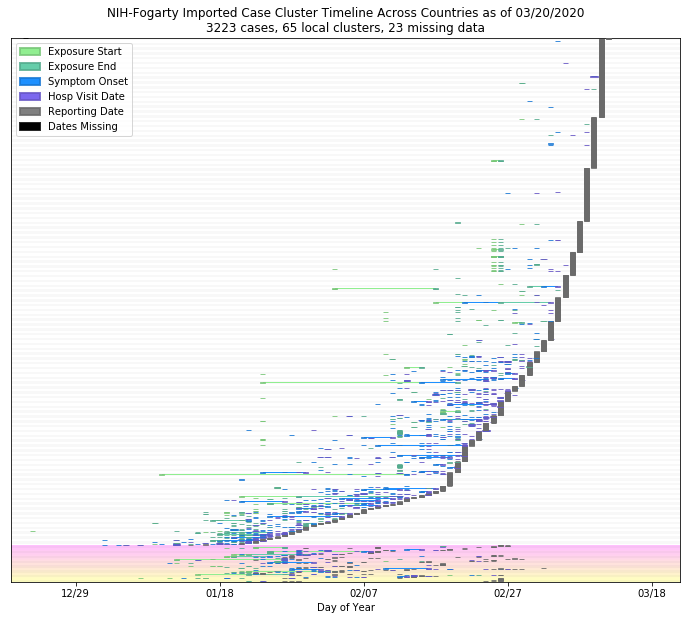 NIH-Fogarty Imported Case Cluster Timeline Across Countries as of 03/20/2020
3223 cases, 65 local clusters, 23 missing data
Exposure Start
Exposure End
Symptom Onset
Hosp Visit Date
Reporting Date
Dates Missing
12/29 01/18 02/07 02/27 03/18
Day of Year